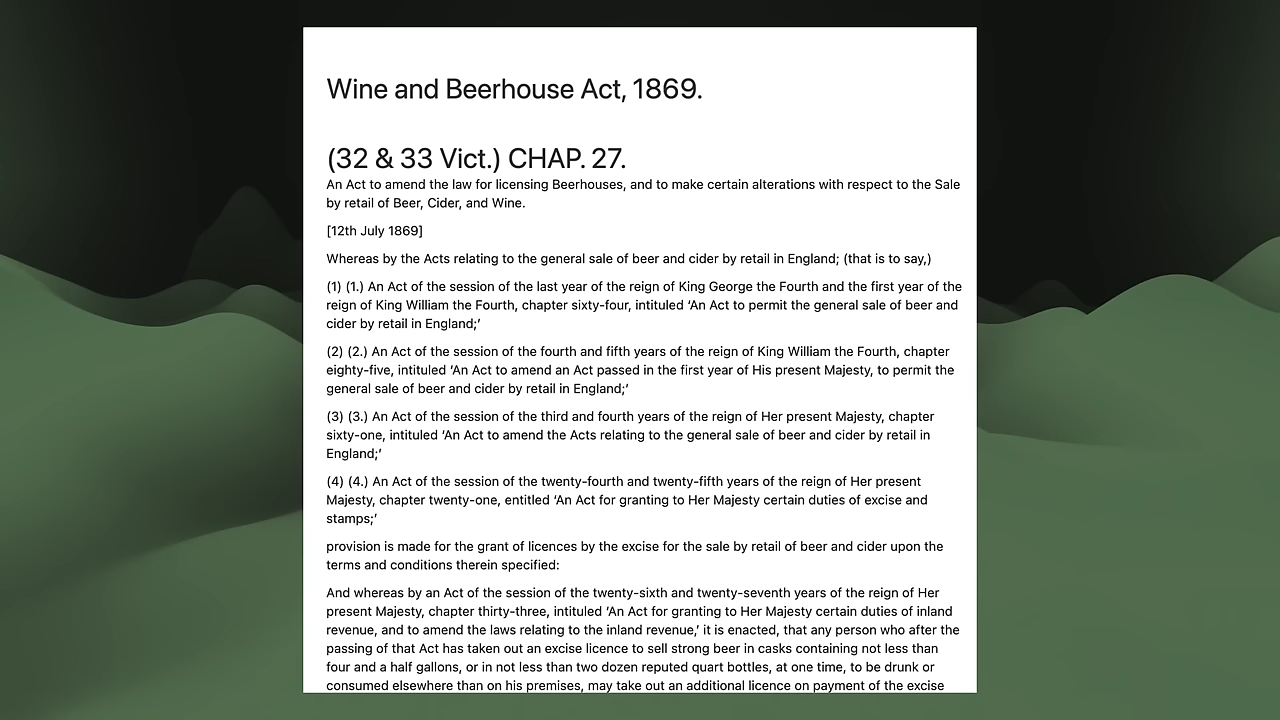 Wine and Beerhouse Act, 1869.
(32 & 33 Vict.) CHAP. 27.
An Act to amend the law for licensing Beerhouses, and to make certain alterations with respect to the Sale
by retail of Beer, Cider, and Wine.
[12th July 1869]
Whereas by the Acts relating to the general sale of beer and cider by retail in England; (that is to say,)
(1) (1.) An Act of the session of the last year of the reign of King George the Fourth and the first year of the
reign of King William the Fourth, chapter sixty-four, intituled ‘An Act to permit the general sale of beer and
cider by retail in England;’
(2) (2.) An Act of the session of the fourth and fifth years of the reign of King William the Fourth, chapter
eighty-five, intituled ‘An Act to amend an Act passed in the first year of His present Majesty, to permit the
general sale of beer and cider by retail in England;’
(3) (3.) An Act of the session of the third and fourth years of the reign of Her present Majesty, chapter
sixty-one, intituled ‘An Act to amend the Acts relating to the general sale of beer and cider by retail in
England;’
(4) (4.) An Act of the session of the twenty-fourth and twenty-fifth years of the reign of Her present
Majesty, chapter twenty-one, entitled ‘An Act for granting to Her Majesty certain duties of excise and
stamps;’
provision is made for the grant of licences by the excise for the sale by retail of beer and cider upon the
terms and conditions therein specified:
And whereas by an Act of the session of the twenty-sixth and twenty-seventh years of the reign of Her
present Majesty, chapter thirty-three, intituled ‘An Act for granting to Her Majesty certain duties of inland
revenue, and to amend the laws relating to the inland revenue,’ it is enacted, that any person who after the
passing of that Act has taken out an excise licence to sell strong beer in casks containing not less than
four and a half gallons, or in not less than two dozen reputed quart bottles, at one time, to be drunk or
consumed elsewhere than on his premises, may take out an additional licence on payment of the excise